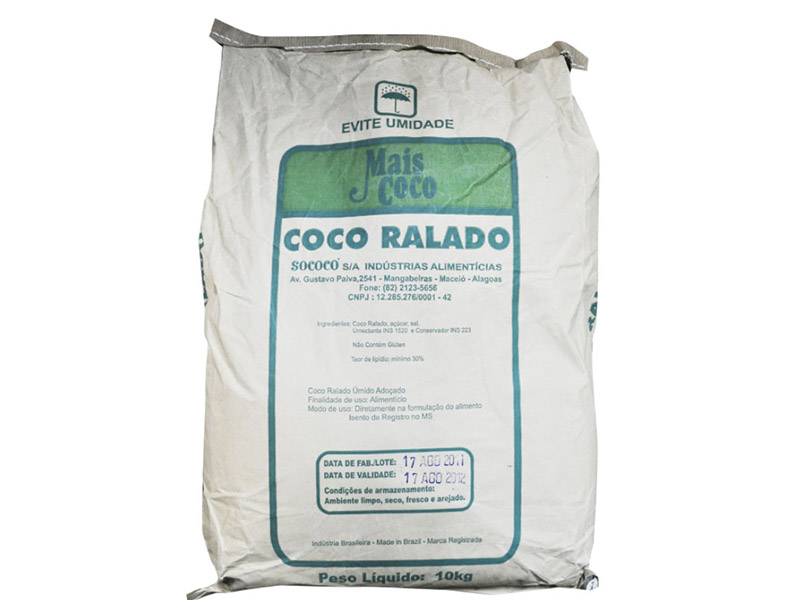 EVITE UMIDADE
Mais
Coco
COCO RALADO
SOCOCO S/A INDÚSTRIAS ALIMENTÍCIAS
Av. Gustavo Paiva,2541 - Mangabeiras - Maceió - Alagoas
Fone: (82) 2123-5656
CNPJ : 12.285.276/0001 - 42
Ingredientes: Coco Ralado, açúcar, sal.
Umectante INS 1520 e Conservador INS 223
Não Contém Glúten
Teor de lipídio: mínimo 30%
Coco Ralado Úmido Adoçado
Finalidade de uso: Alimentício
Modo de uso: Diretamente na formulação do alimento
Isento de Registro no MS
DATA DE FAB./LOTE: 17 AGO 2011
DATA DE VALIDADE: 17 AGO 2012
Condições de armazenamento:
Ambiente limpo, seco, fresco e arejado.
Indústria Brasileira - Made in Brazil - Marca Registrada
Peso Líquido: 10kg